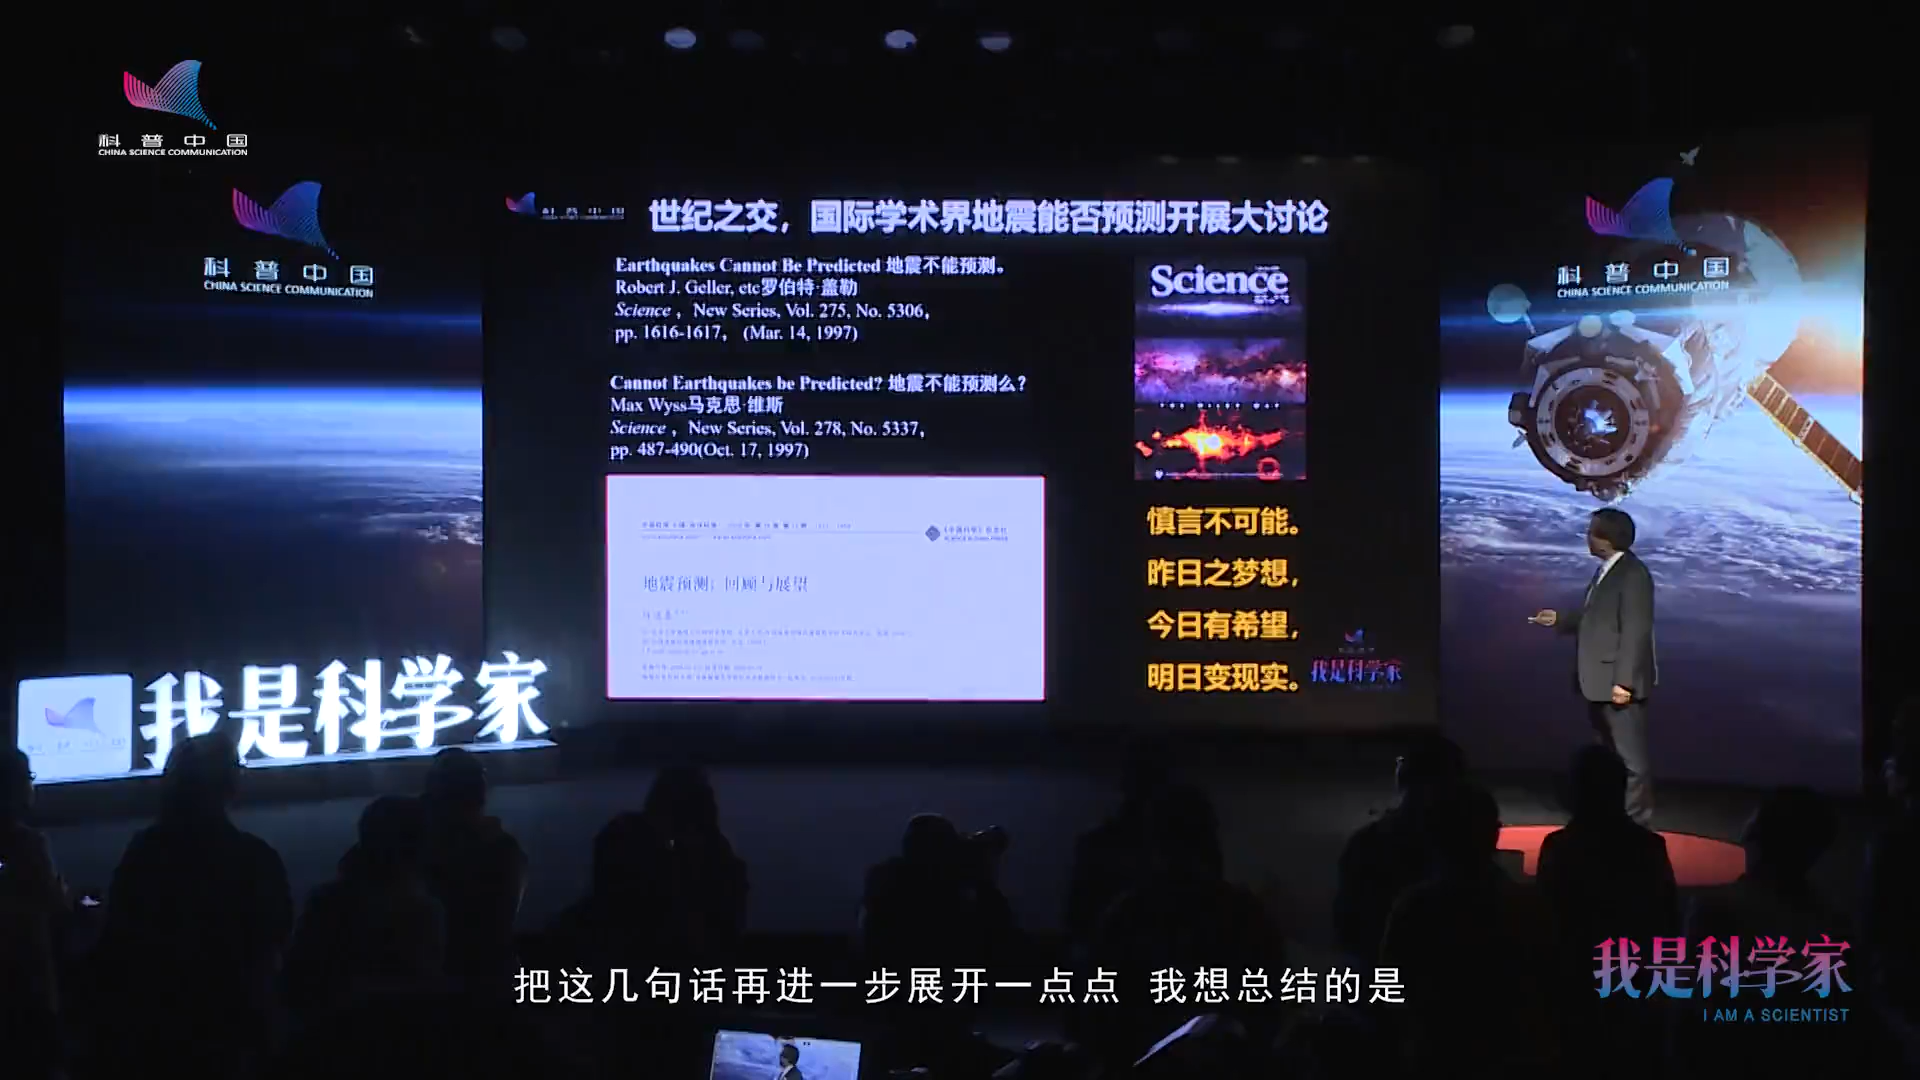 科普中国
CHINA SCIENCE COMMUNICATION
科普中国
CHINA SCIENCE COMMUNICATION
科普中国
世纪之交，国际学术界地震能否预测开展大讨论
Earthquakes Cannot Be Predicted 地震不能预测。
Robert J. Geller, etc罗伯特·盖勒
Science ，New Series, Vol. 275, No. 5306,
pp. 1616-1617， (Mar. 14, 1997)
Cannot Earthquakes be Predicted? 地震不能预测么？
Max Wyss马克思·维斯
Science ，New Series, Vol. 278, No. 5337,
pp. 487-490(Oct. 17, 1997)
地震预测：回顾与展望
Science
慎言不可能。
昨日之梦想，
今日有希望，
明日变现实。
我是科学家
科普中国
CHINA SCIENCE COMMUNICATION
我是科学家
把这几句话再进一步展开一点点 我想总结的是
我是科学家
I AM A SCIENTIST